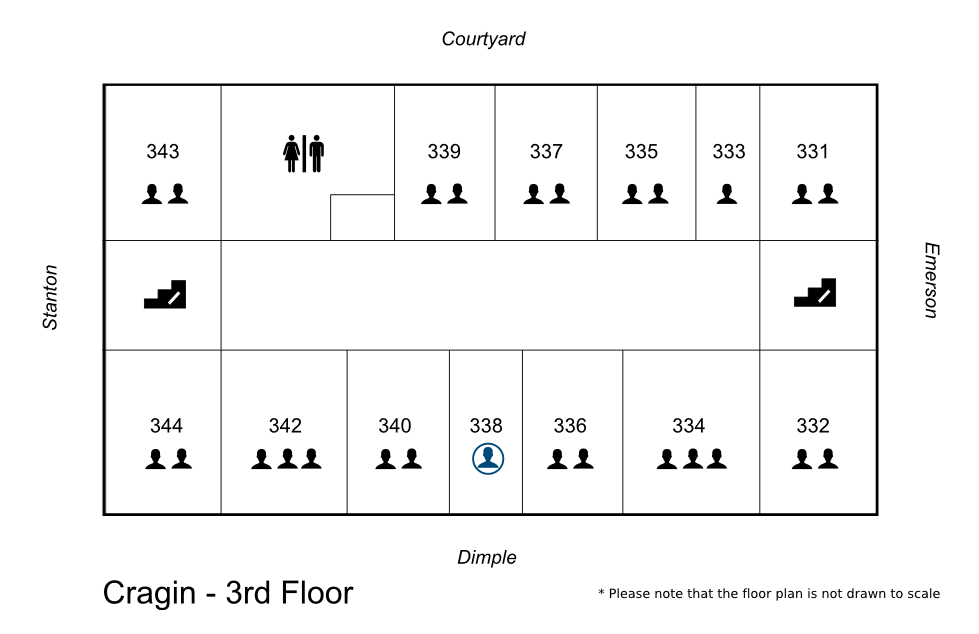 Courtyard
343
339
337
335
333
331
Stanton
Emerson
344
342
340
338
336
334
332
Dimple
Cragin - 3rd Floor
* Please note that the floor plan is not drawn to scale